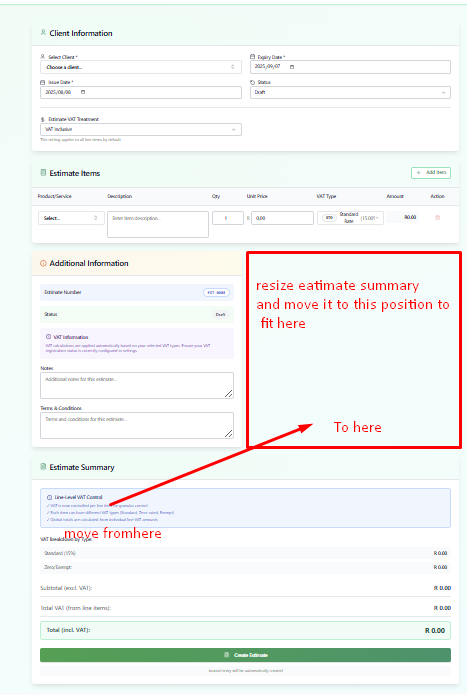 Client Information
Select Client *
Expiry Date *
Choose a client...
2025/09/07
Issue Date *
Status
2025/08/08
Draft
$ Estimate VAT Treatment
VAT Inclusive
This setting applies to all line items by default
Estimate Items
+ Add Item
Product/Service Description Qty Unit Price VAT Type Amount Action
Select... Enter item description... 1 R 0,00 STD Standard Rate (15.00% R0.00
Additional Information
resize eatimate summary
and move it to this position to
fit here
Estimate Number
Status Draft
VAT Information
VAT calculations are applied automatically based on your selected VAT types. Ensure your VAT
registration status is correctly configured in settings.
Notes
Additional notes for this estimate...
Terms & Conditions
Terms and conditions for this estimate...
To here
Estimate Summary
Line-Level VAT Control
✓ VAT is now controlled per line item for granular control
✓ Each item can have different VAT types (Standard, Zero-rated, Exempt)
✓ Global totals are calculated from individual line VAT amounts
move fromhere
VAT Breakdown by Type:
Standard (15%) R 0.00
Zero/Exempt: R 0.00
Subtotal (excl. VAT): R 0.00
Total VAT (from line items): R 0.00
Total (incl. VAT): R 0.00
Create Estimate